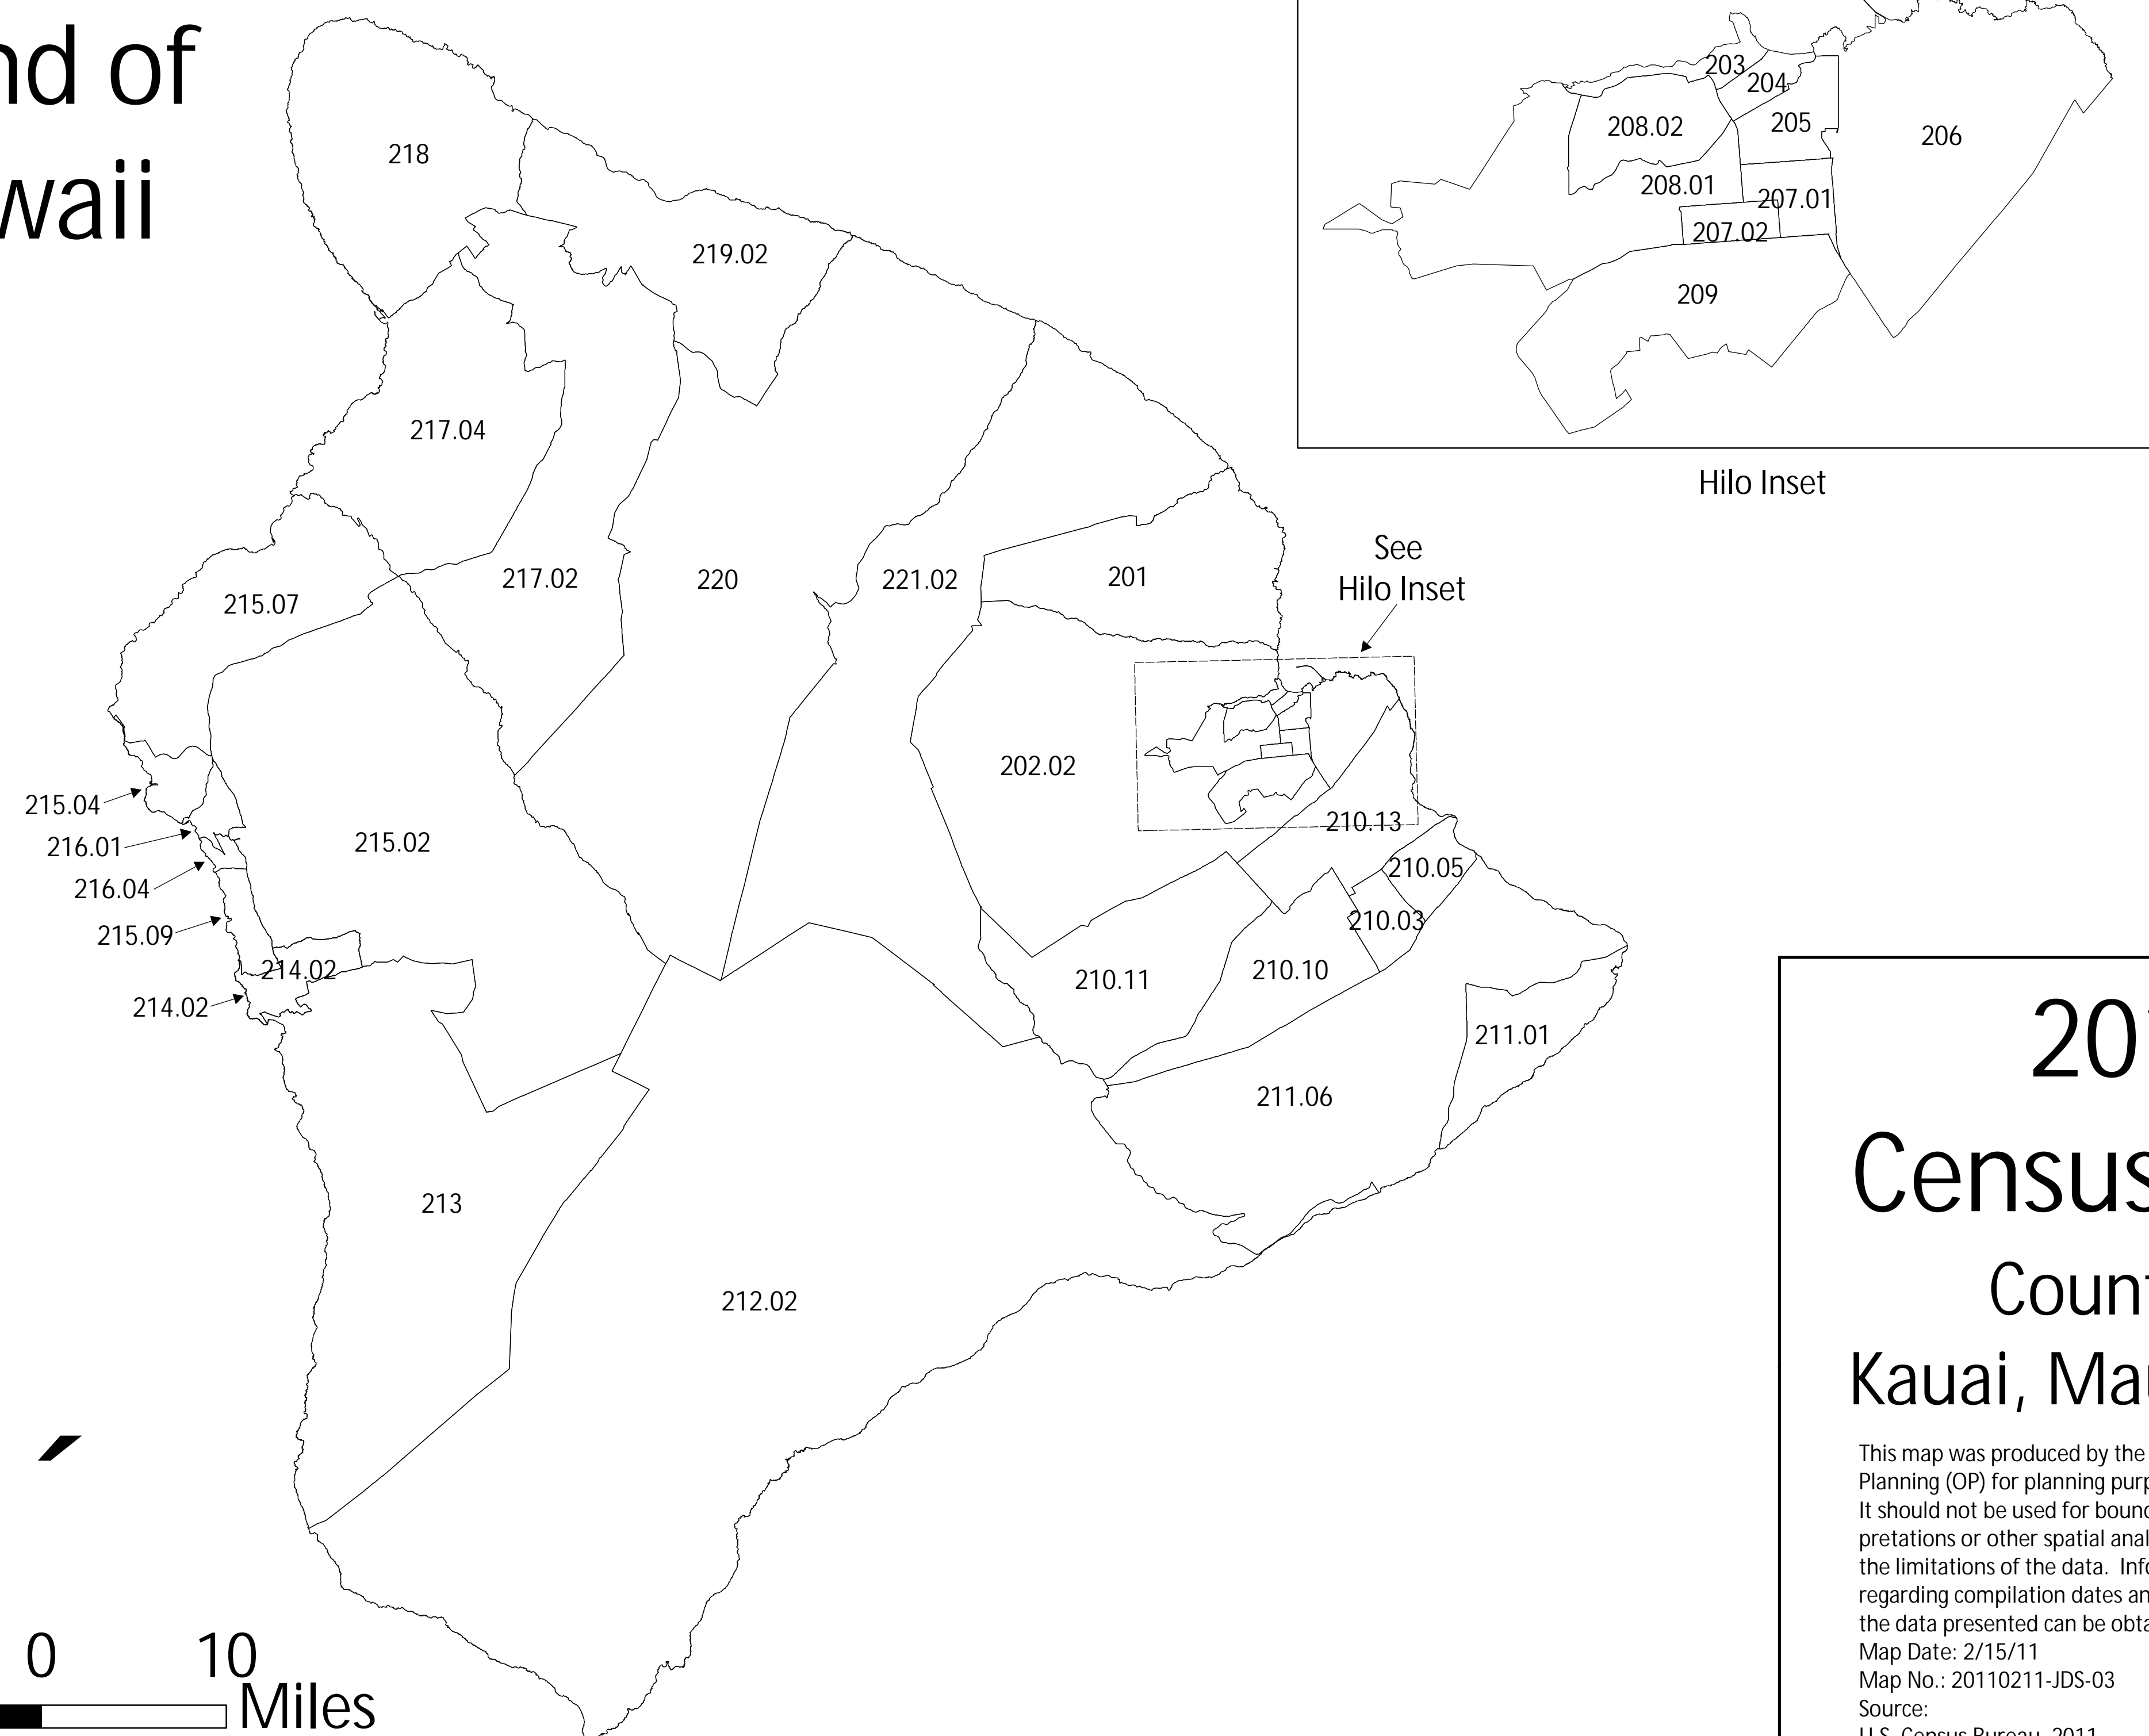 nd of
waii
218
219.02
217.04
217.02
220
221.02
201
215.07
202.02
215.04
216.01
216.04
215.09
214.02
214.02
215.02
210.13
210.05
210.03
210.10
210.11
211.01
211.06
213
212.02
See
Hilo Inset
203
204
205
206
208.02
208.01
207.01
207.02
209
Hilo Inset
0 10
Miles
20
Census
Count
Kauai, Mau
This map was produced by the
Planning (OP) for planning purp
It should not be used for bound
pretations or other spatial anal
the limitations of the data. Info
regarding compilation dates an
the data presented can be obta
Map Date: 2/15/11
Map No.: 20110211-JDS-03
Source:
U.S. Census Bureau, 2011